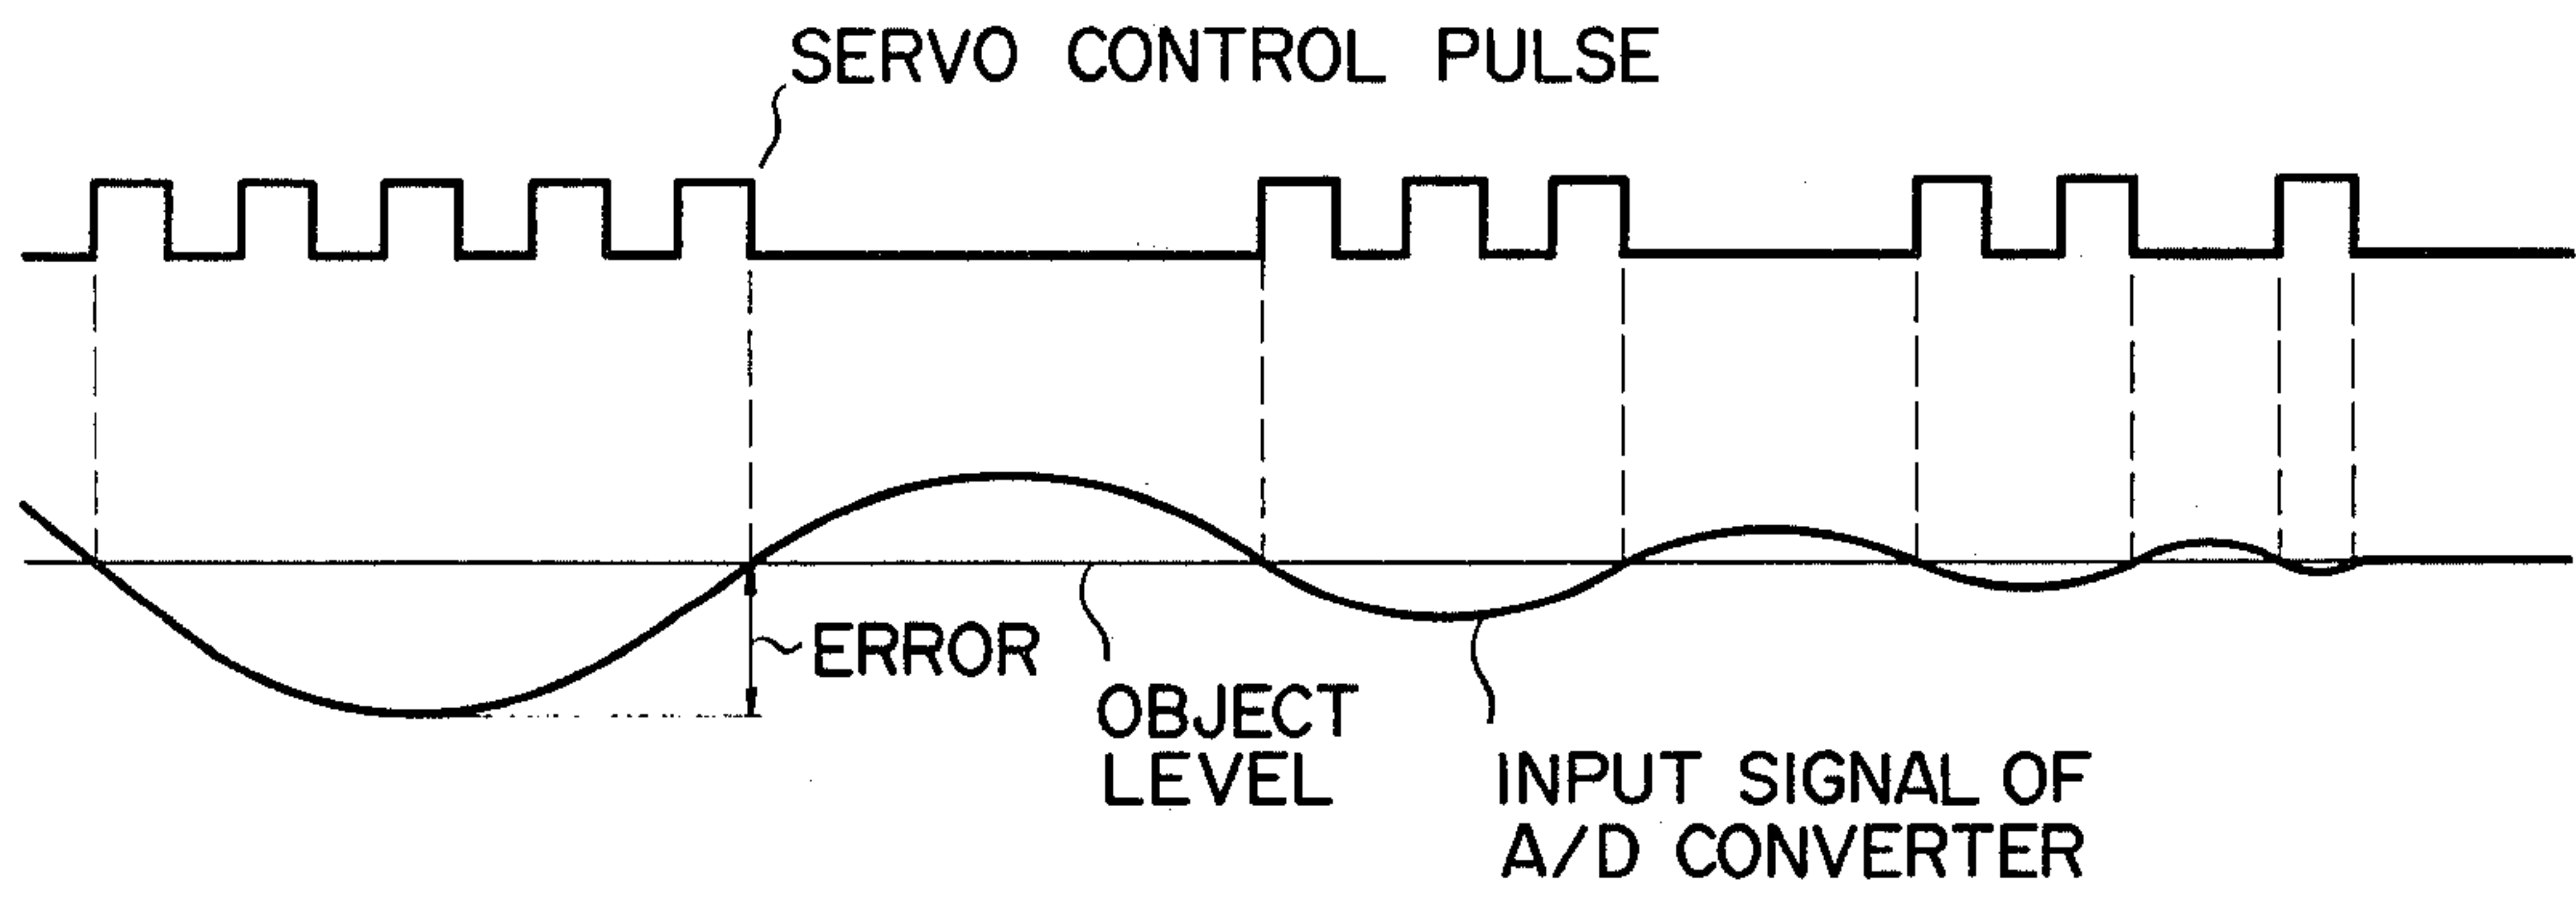 SERVO CONTROL PULSE
ERROR
OBJECT
LEVEL
INPUT SIGNAL OF
A/D CONVERTER